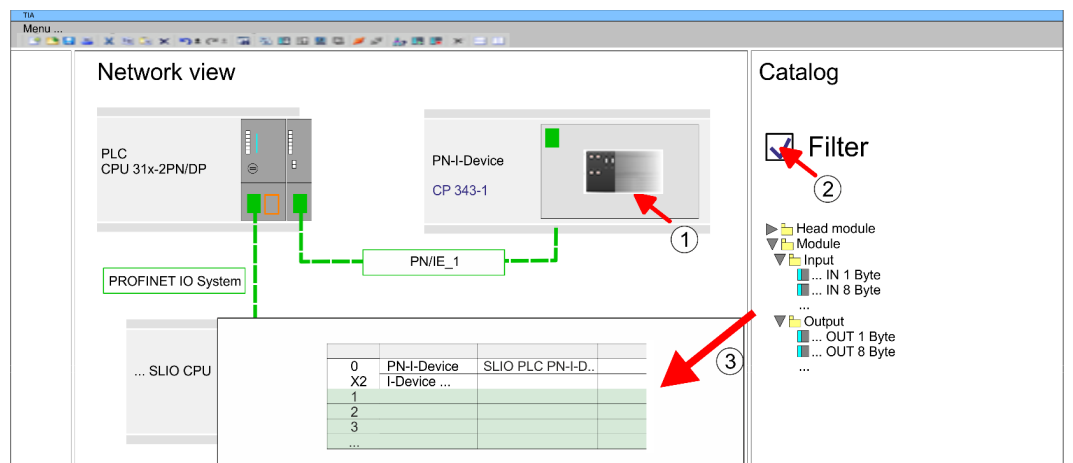 TIA
Menu ...
Network view
Catalog
PLC
CPU 31x-2PN/DP
PN-I-Device
CP 343-1
1
Filter
2
PN/IE_1
PROFINET IO System
Head module
Module
Input
... IN 1 Byte
... IN 8 Byte
...
Output
... OUT 1 Byte
... OUT 8 Byte
...
... SLIO CPU
0 PN-I-Device SLIO PLC PN-I-D..
X2 I-Device ...
1
2
3
...
3